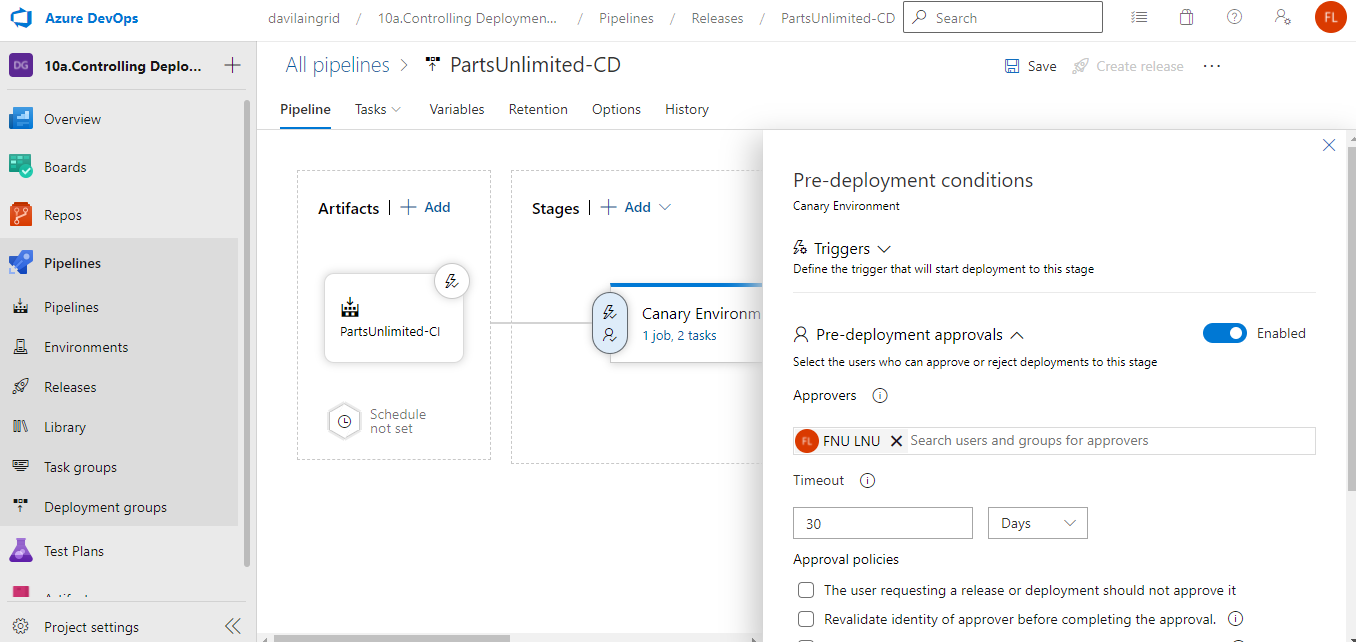 Azure DevOps
davilaingrid / 10a.Controlling Deploymen... / Pipelines / Releases / PartsUnlimited-CD
Search
FL
DG
10a.Controlling Deplo...
Overview
Boards
Repos
Pipelines
Pipelines
Environments
Releases
Library
Task groups
Deployment groups
Test Plans
Project settings
All pipelines > PartsUnlimited-CD
Save
Create release
...
Pipeline
Tasks
Variables
Retention
Options
History
Artifacts | + Add
PartsUnlimited-CI
Schedule
not set
Stages | + Add
Canary Environm
1 job, 2 tasks
Pre-deployment conditions
Canary Environment
Triggers
Define the trigger that will start deployment to this stage
Pre-deployment approvals
Enabled
Select the users who can approve or reject deployments to this stage
Approvers
FL
FNU LNU
Search users and groups for approvers
Timeout
30
Days
Approval policies
The user requesting a release or deployment should not approve it
Revalidate identity of approver before completing the approval.